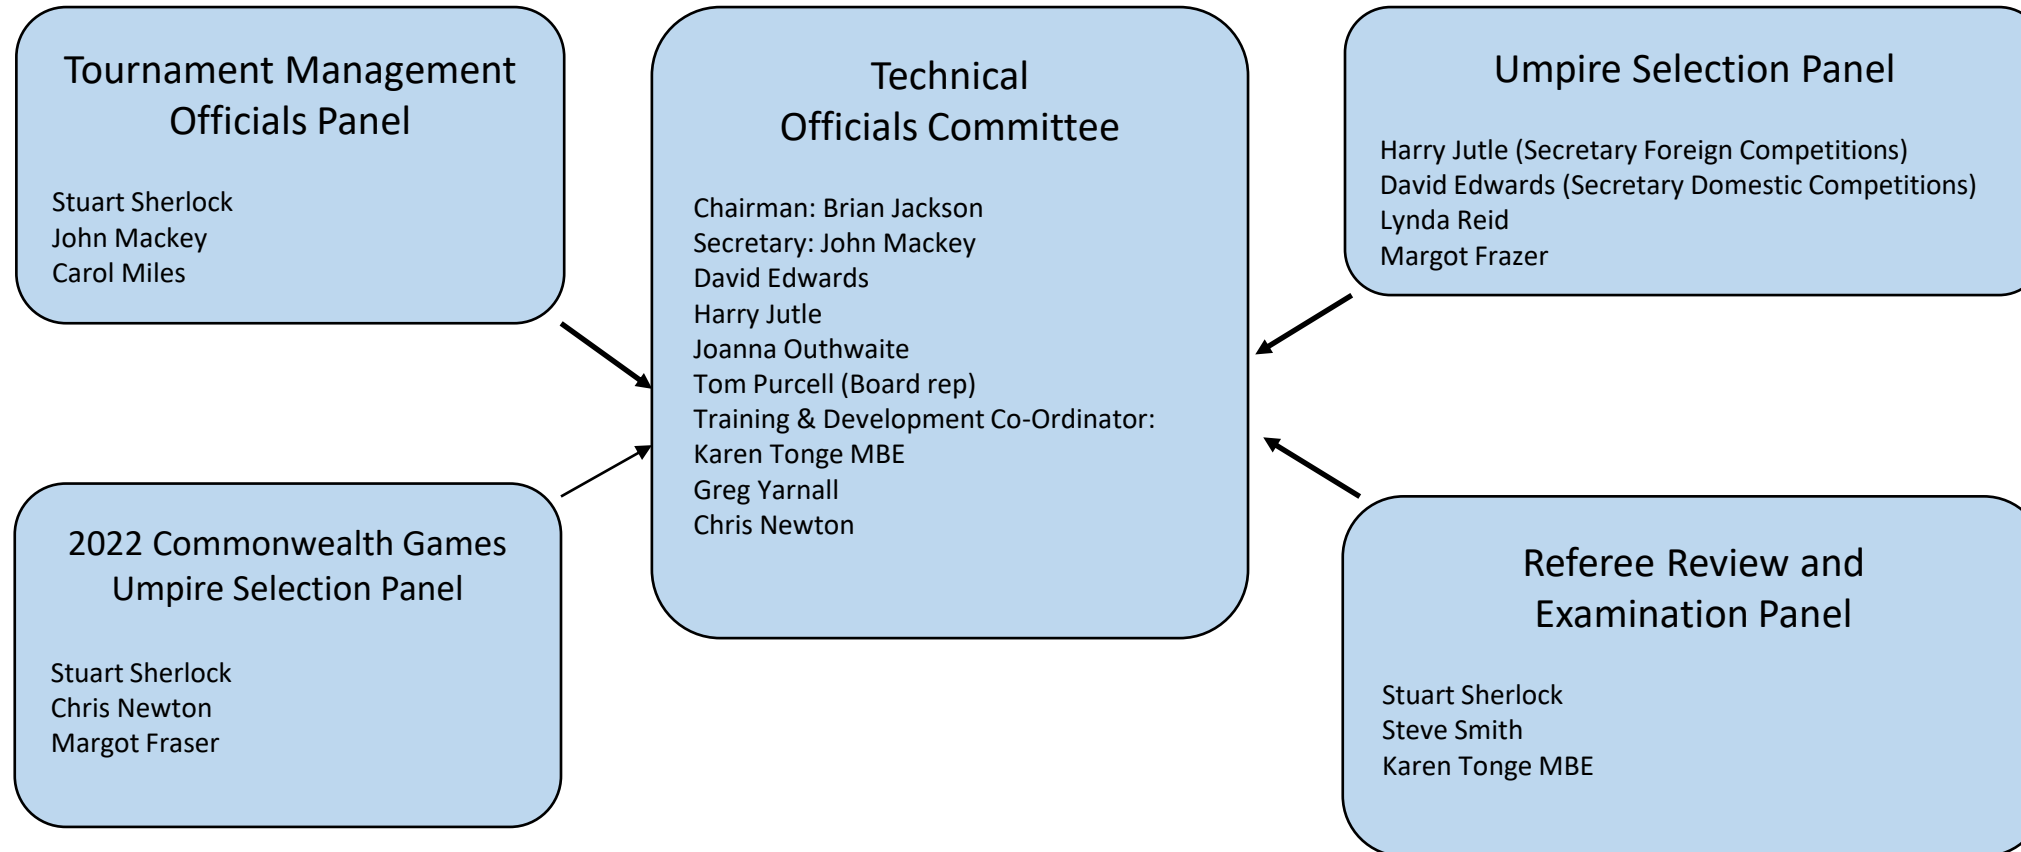 Tournament Management
Officials Panel
Stuart Sherlock
John Mackey
Carol Miles
Technical
Officials Committee
Chairman: Brian Jackson
Secretary: John Mackey
David Edwards
Harry Jutle
Joanna Outhwaite
Tom Purcell (Board rep)
Training & Development Co-Ordinator:
Karen Tonge MBE
Greg Yarnall
Chris Newton
Umpire Selection Panel
Harry Jutle (Secretary Foreign Competitions)
David Edwards (Secretary Domestic Competitions)
Lynda Reid
Margot Frazer
2022 Commonwealth Games
Umpire Selection Panel
Stuart Sherlock
Chris Newton
Margot Fraser
Referee Review and
Examination Panel
Stuart Sherlock
Steve Smith
Karen Tonge MBE